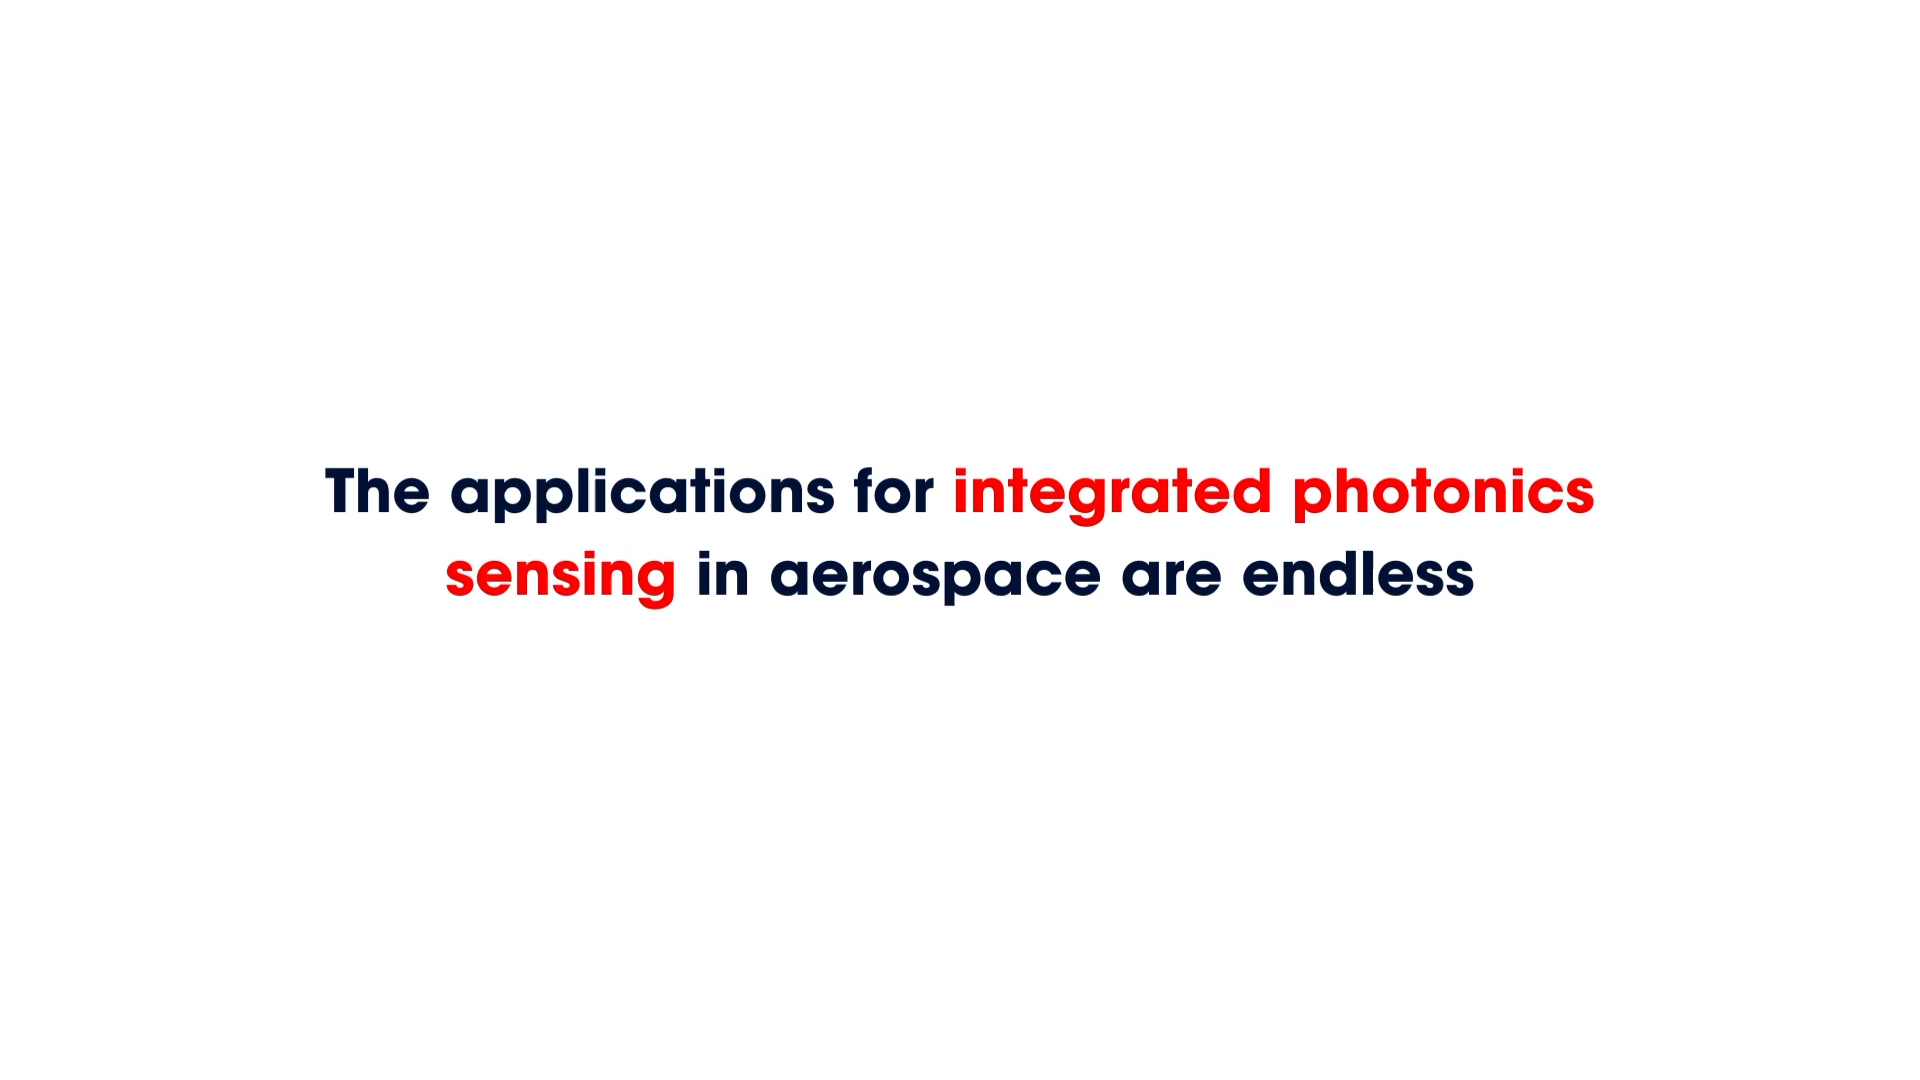 The applications for integrated photonics
sensing in aerospace are endless